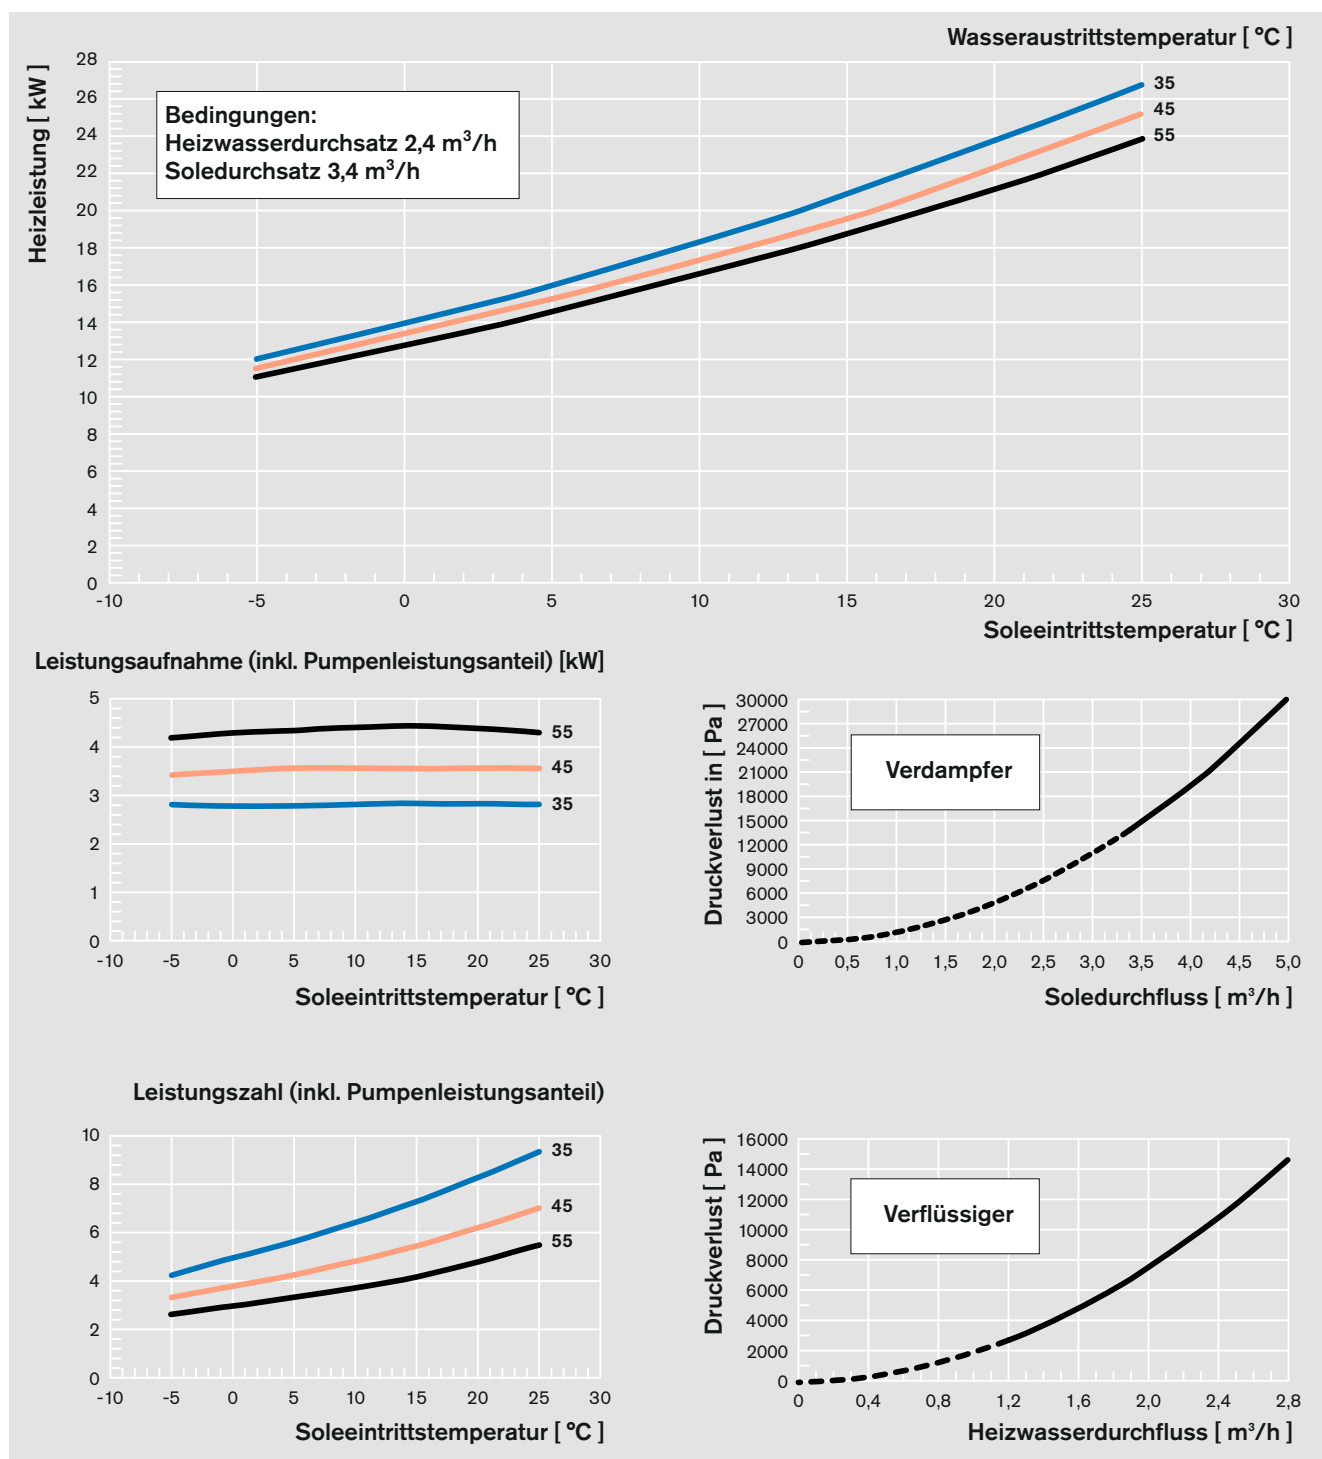 Wasseraustrittstemperatur [ °C ]
Heizleistung [ kW ]
28
26
24
22
20
18
16
14
12
10
8
6
4
2
0
Bedingungen:
Heizwasserdurchsatz 2,4 m³/h
Soledurchsatz 3,4 m³/h
35
45
55
-10 -5 0 5 10 15 20 25 30
Soleeintrittstemperatur [ °C ]
Leistungsaufnahme (inkl. Pumpenleistungsanteil) [kW]
5
4
3
2
1
0
55
45
35
-10 -5 0 5 10 15 20 25 30
Soleeintrittstemperatur [ °C ]
Druckverlust in [ Pa ]
30000
27000
24000
21000
18000
15000
12000
9000
6000
3000
0
Verdampfer
0 0,5 1,0 1,5 2,0 2,5 3,0 3,5 4,0 4,5 5,0
Soledurchfluss [ m³/h ]
Leistungszahl (inkl. Pumpenleistungsanteil)
10
8
6
4
2
0
35
45
55
-10 -5 0 5 10 15 20 25 30
Soleeintrittstemperatur [ °C ]
Druckverlust [ Pa ]
16000
14000
12000
10000
8000
6000
4000
2000
0
Verflüssiger
0 0,4 0,8 1,2 1,6 2,0 2,4 2,8
Heizwasserdurchfluss [ m³/h ]